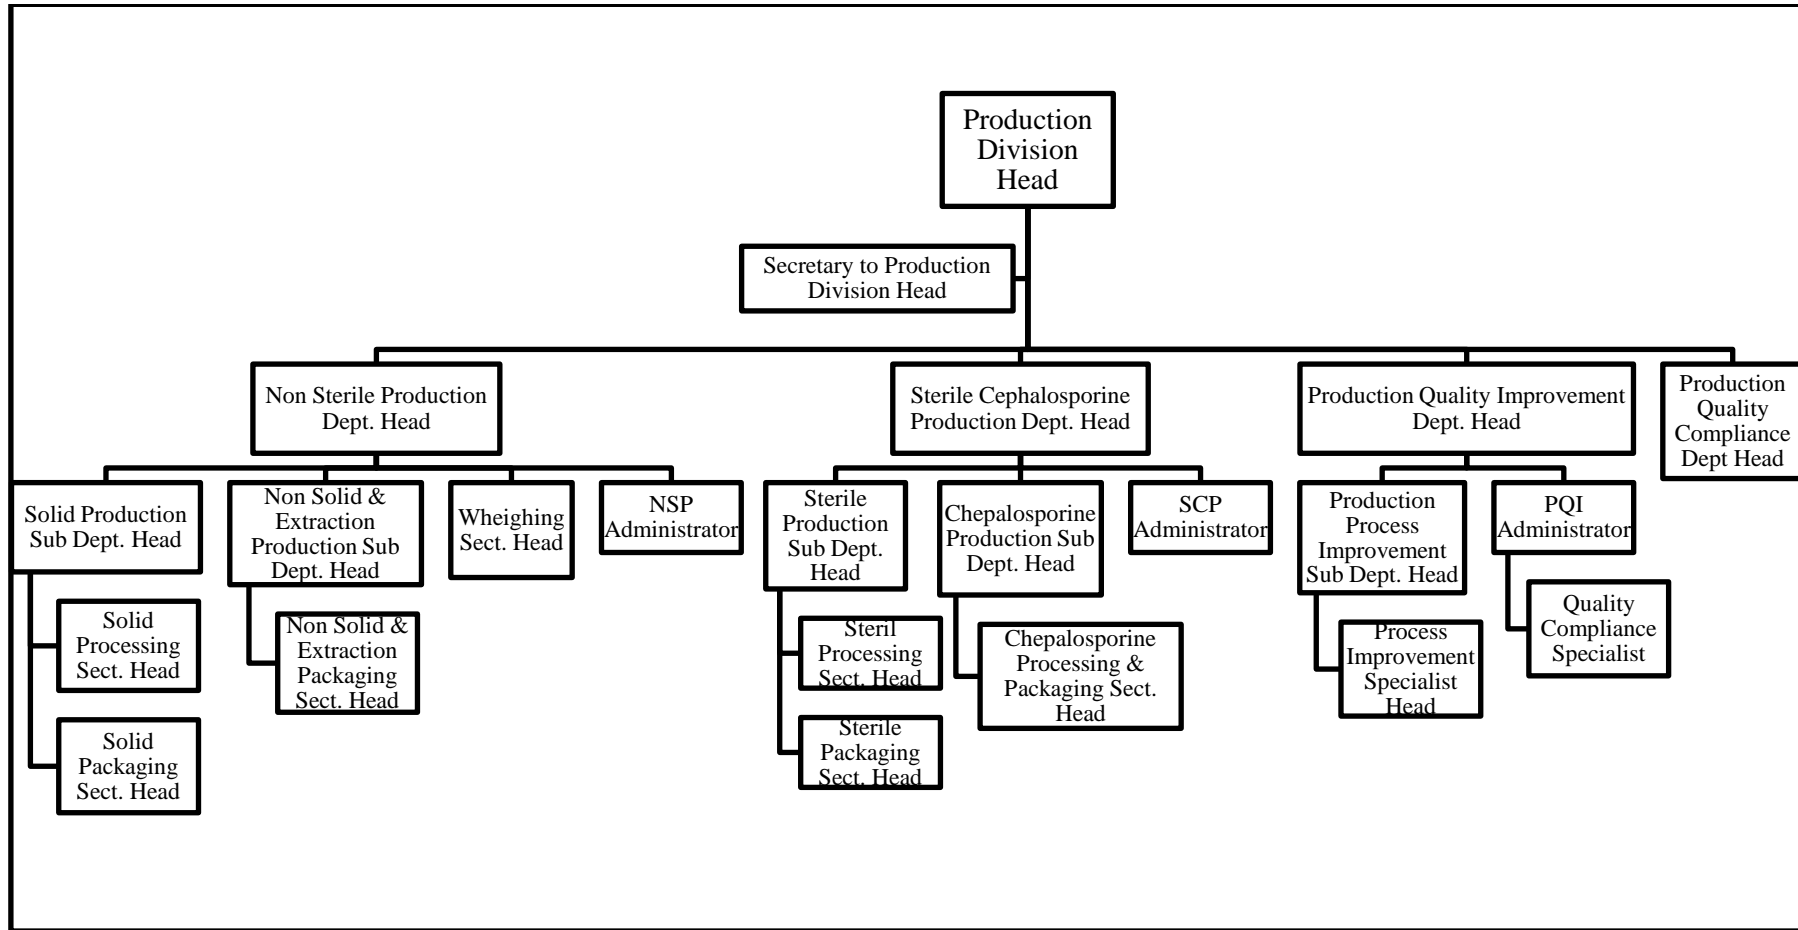 Production
Division
Head
Secretary to Production
Division Head
Non Sterile Production
Dept. Head
Sterile Cephalosporine
Production Dept. Head
Production Quality Improvement
Dept. Head
Production
Quality
Compliance
Dept Head
Solid Production
Sub Dept. Head
Non Solid &
Extraction
Production Sub
Dept. Head
Wheighing
Sect. Head
NSP
Administrator
Sterile
Production
Sub Dept.
Head
Chepalosporine
Production Sub
Dept. Head
SCP
Administrator
Production
Process
Improvement
Sub Dept. Head
PQI
Administrator
Solid
Processing
Sect. Head
Solid
Packaging
Sect. Head
Non Solid &
Extraction
Packaging
Sect. Head
Steril
Processing
Sect. Head
Sterile
Packaging
Sect. Head
Chepalosporine
Processing &
Packaging Sect.
Head
Process
Improvement
Specialist
Head
Quality
Compliance
Specialist